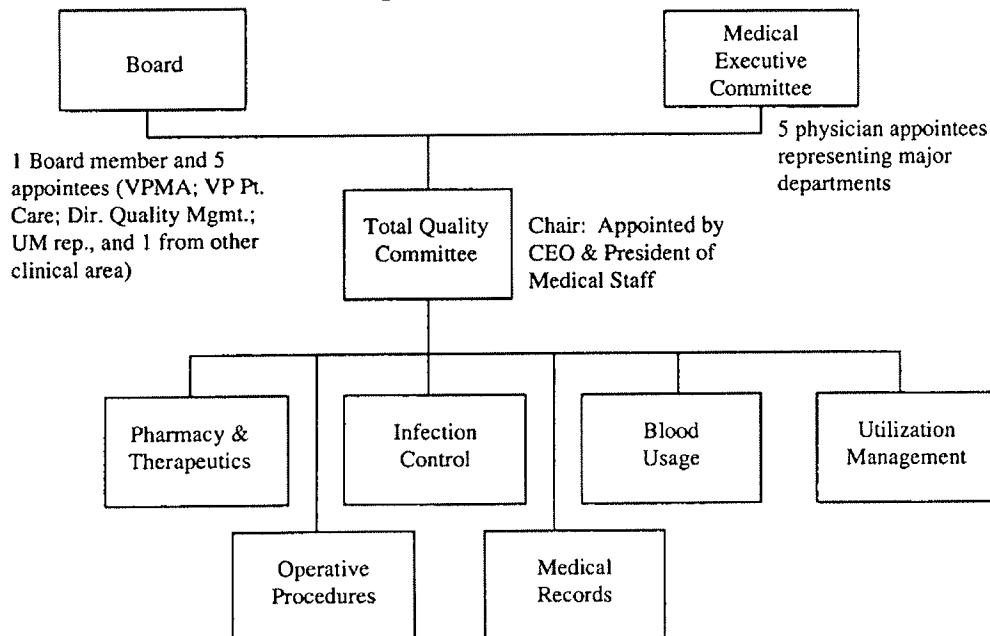 Board
Medical
Executive
Committee
1 Board member and 5
appointees (VPMA; VP Pt.
Care; Dir. Quality Mgmt.;
UM rep., and 1 from other
clinical area)
5 physician appointees
representing major
departments
Total Quality
Committee
Chair: Appointed by
CEO & President of
Medical Staff
Pharmacy &
Therapeutics
Infection
Control
Blood
Usage
Utilization
Management
Operative
Procedures
Medical
Records